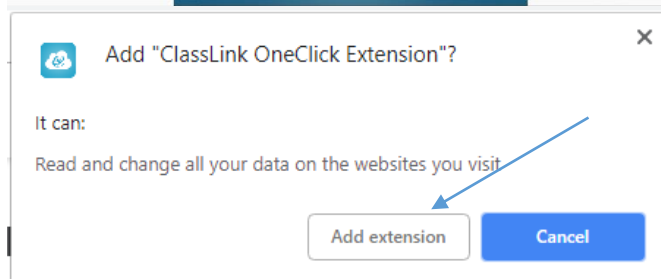 Add "ClassLink OneClick Extension"?
It can:
Read and change all your data on the websites you visit
Add extension
Cancel